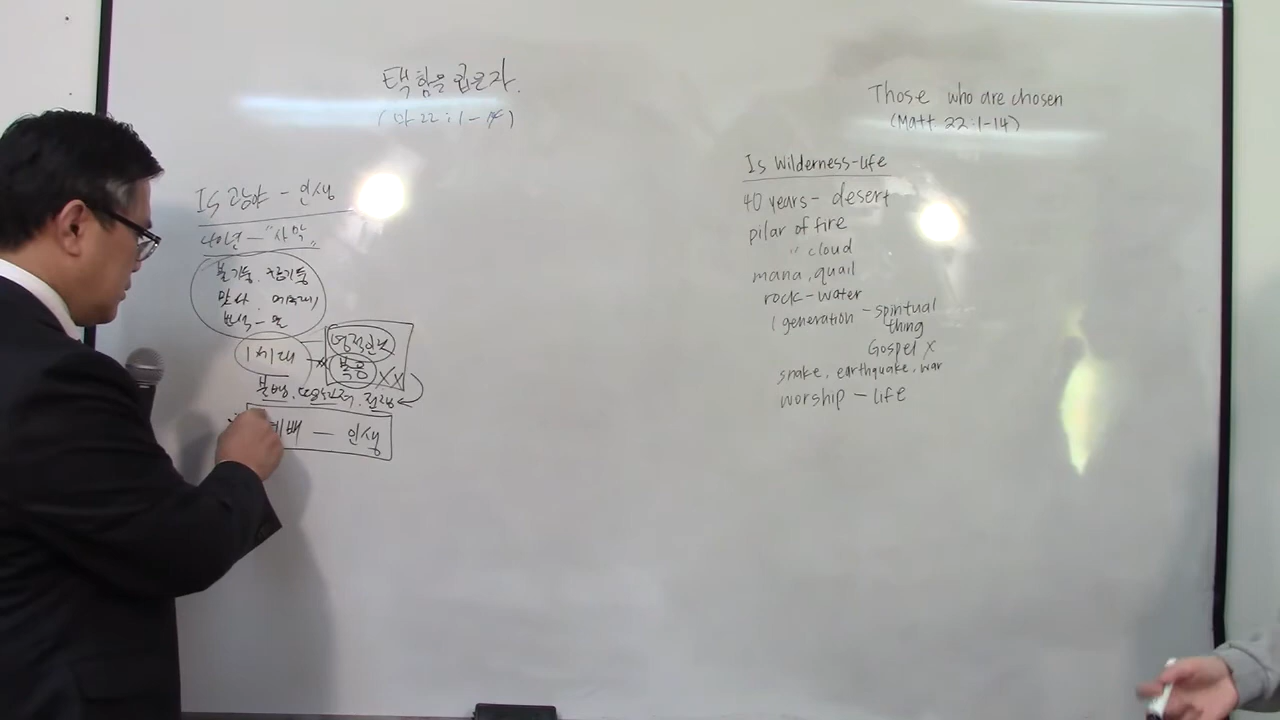 택함을 입은자.
(마 22:1-14)
IS 광야 - 인생
40년 - "사막"
불기둥. 구름기둥
만나. 메추라기
반석 - 물
1세대
영적인것
복음 XX
불뱀. 전쟁
예배 - 인생
Those who are chosen
(Matt 22:1-14)
Is Wilderness-life
40 years - desert
pilar of fire
" cloud
mana, quail
rock-water
1 generation - spiritual
thing
Gospel X
snake, earthquake, war
worship - life